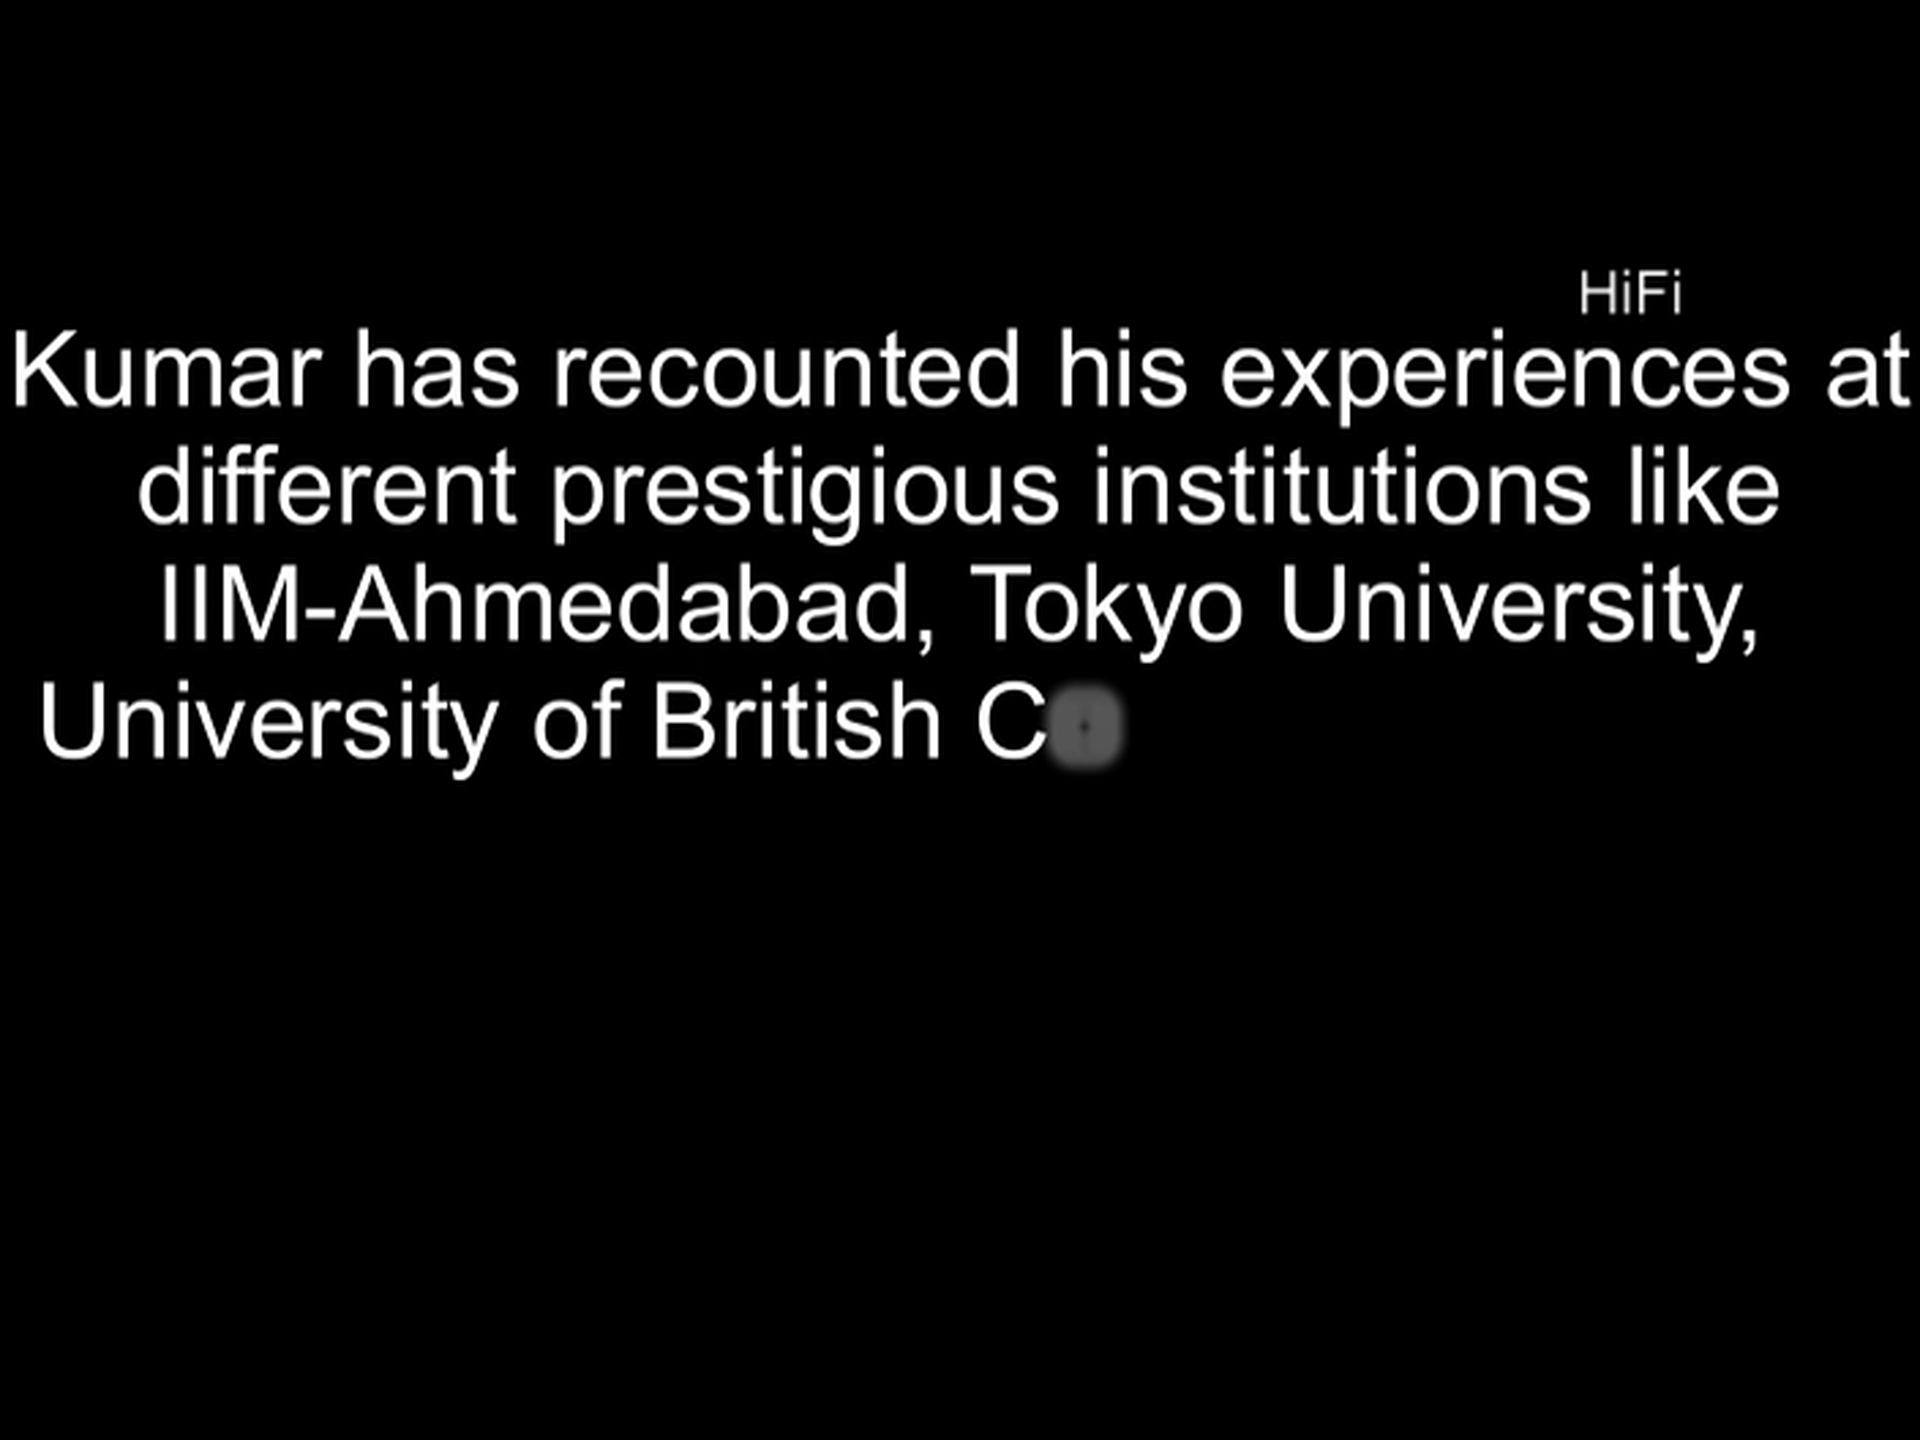 HiFi
Kumar has recounted his experiences at
different prestigious institutions like
IIM-Ahmedabad, Tokyo University,
University of British C